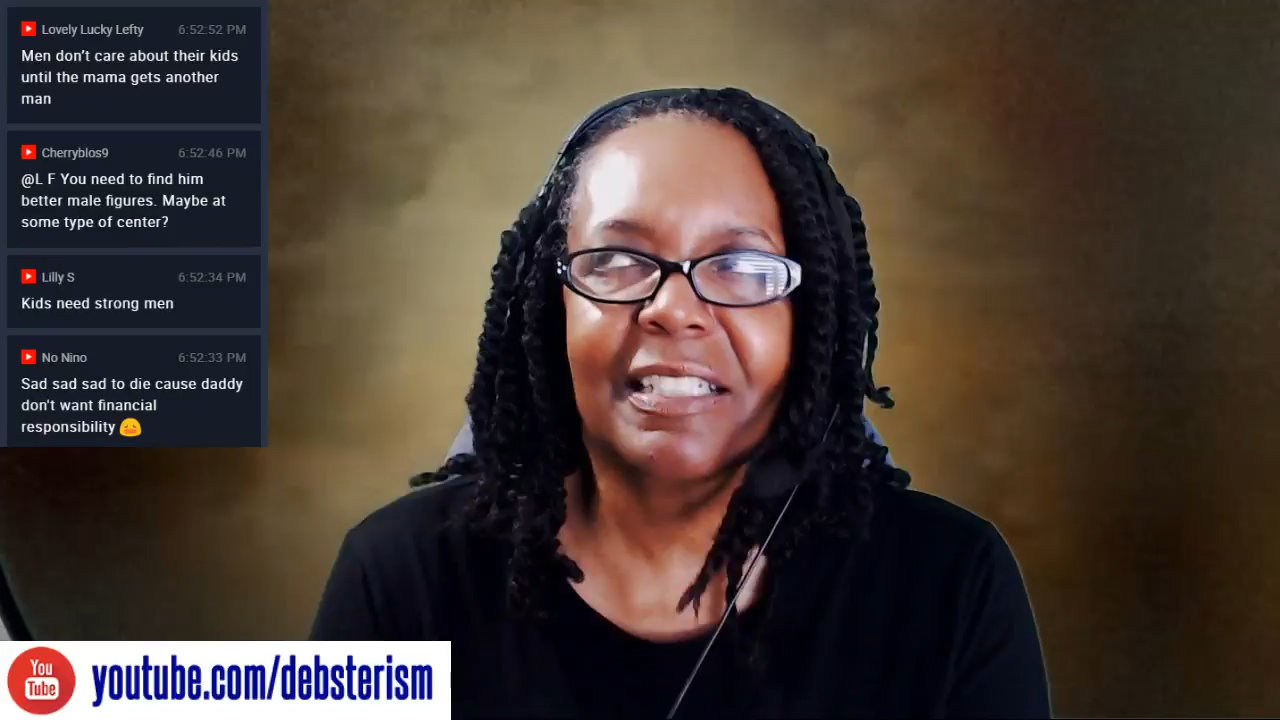 Lovely Lucky Lefty 6:52:52 PM
Men don't care about their kids
until the mama gets another
man
Cherryblos9 6:52:46 PM
@L F You need to find him
better male figures. Maybe at
some type of center?
Lilly S 6:52:34 PM
Kids need strong men
No Nino 6:52:33 PM
Sad sad sad to die cause daddy
don't want financial
responsibility 😩
You
Tube
youtube.com/debsterism